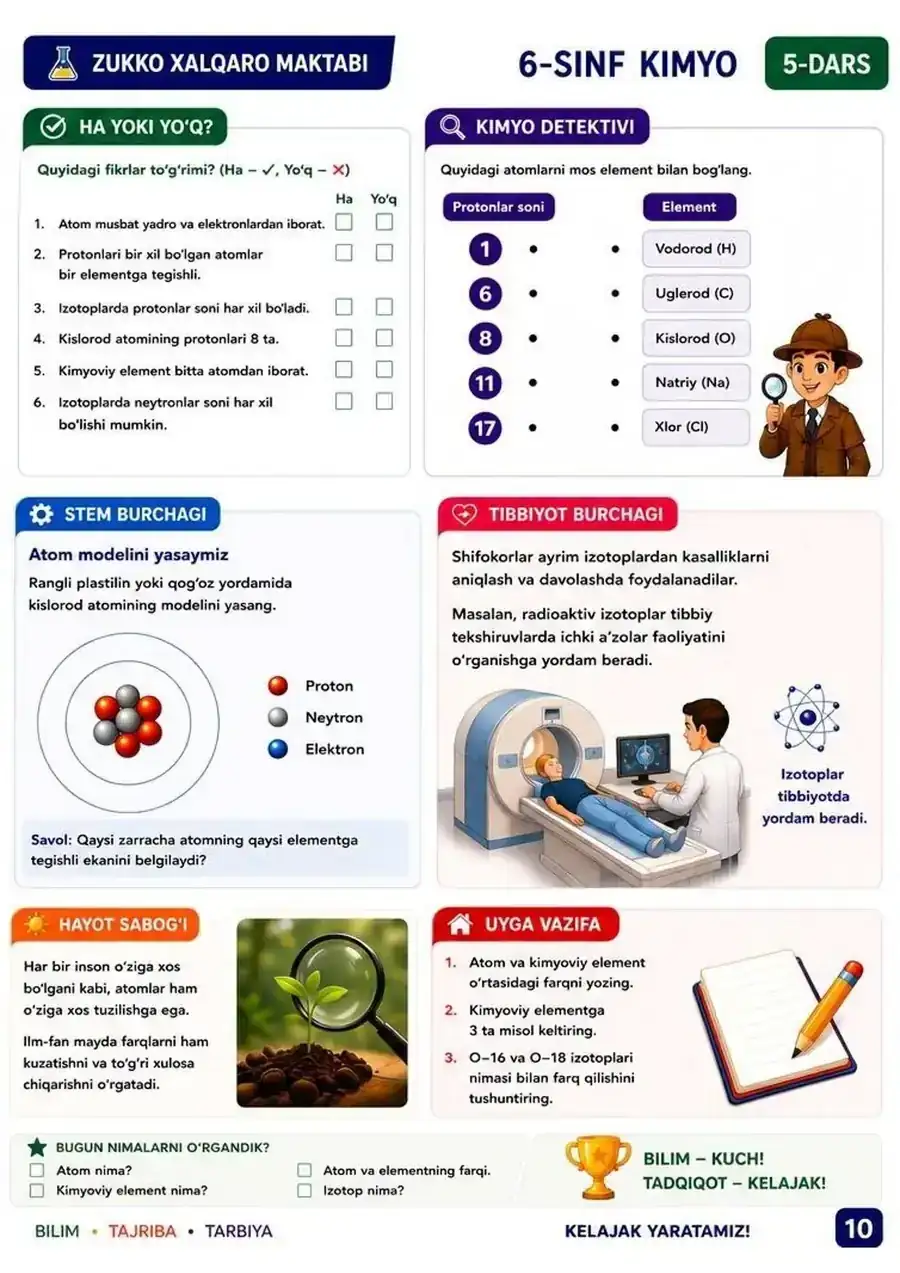 ZUKKO XALQARO MAKTABI
6-SINF KIMYO
5-DARS
HA YOKI YO‘Q?
Quyidagi fikrlar to‘g‘rimi? (Ha – ✓, Yo‘q – ✗)
Ha Yo‘q
1. Atom musbat yadro va elektronlardan iborat.
2. Protonlari bir xil bo‘lgan atomlar
bir elementga tegishli.
3. Izotoplarda protonlar soni har xil bo‘ladi.
4. Kislorod atomining protonlari 8 ta.
5. Kimyoviy element bitta atomdan iborat.
6. Izotoplarda neytronlar soni har xil
bo‘lishi mumkin.
KIMYO DETEKTIVI
Quyidagi atomlarni mos element bilan bog‘lang.
Protonlar soni Element
1 Vodorod (H)
6 Uglerod (C)
8 Kislorod (O)
11 Natriy (Na)
17 Xlor (Cl)
STEM BURCHAGI
Atom modelini yasaymiz
Rangli plastilin yoki qog‘oz yordamida
kislorod atomining modelini yasang.
Proton
Neytron
Elektron
Savol: Qaysi zarracha atomning qaysi elementga
tegishli ekanini belgilaydi?
TIBBIYOT BURCHAGI
Shifokorlar ayrim izotoplardan kasalliklarni
aniqlash va davolashda foydalanadilar.
Masalan, radioaktiv izotoplar tibbiy
tekshiruvlarda ichki a’zolar faoliyatini
o‘rganishga yordam beradi.
Izotoplar
tibbiyotda
yordam beradi.
HAYOT SABOG‘I
Har bir inson o‘ziga xos
bo‘lgani kabi, atomlar ham
o‘ziga xos tuzilishga ega.
Ilm-fan mayda farqlarni ham
kuzatishni va to‘g‘ri xulosa
chiqarishni o‘rgatadi.
UYGA VAZIFA
1. Atom va kimyoviy element
o‘rtasidagi farqni yozing.
2. Kimyoviy elementga
3 ta misol keltiring.
3. O–16 va O–18 izotoplari
nimasi bilan farq qilishini
tushuntiring.
BUGUN NIMALARNI O‘RGANDIK?
Atom nima?
Kimyoviy element nima?
Atom va elementning farqi.
Izotop nima?
BILIM – KUCH!
TADQIQOT – KELAJAK!
BILIM • TAJRIBA • TARBIYA
KELAJAK YARATAMIZ!
10